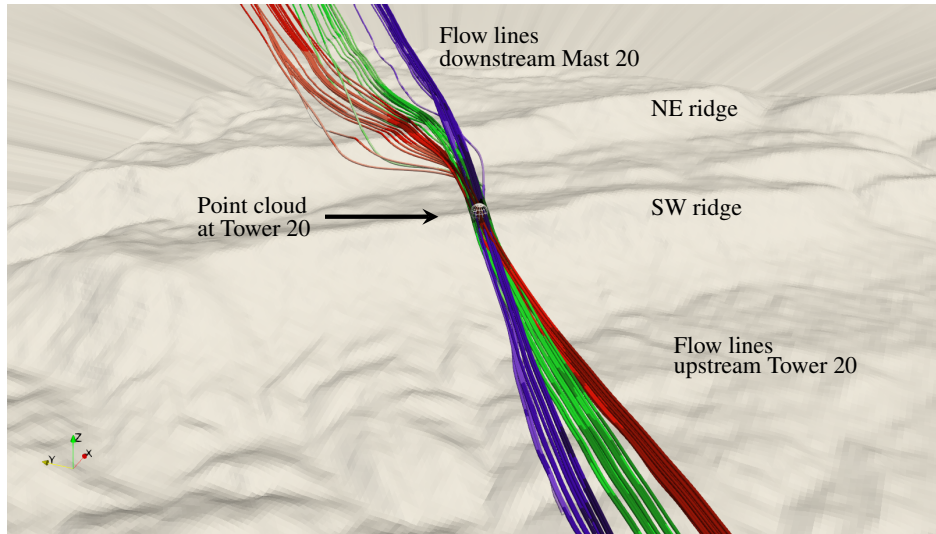 Flow lines
downstream Mast 20
NE ridge
Point cloud
at Tower 20
SW ridge
Flow lines
upstream Tower 20
Z
Y
X